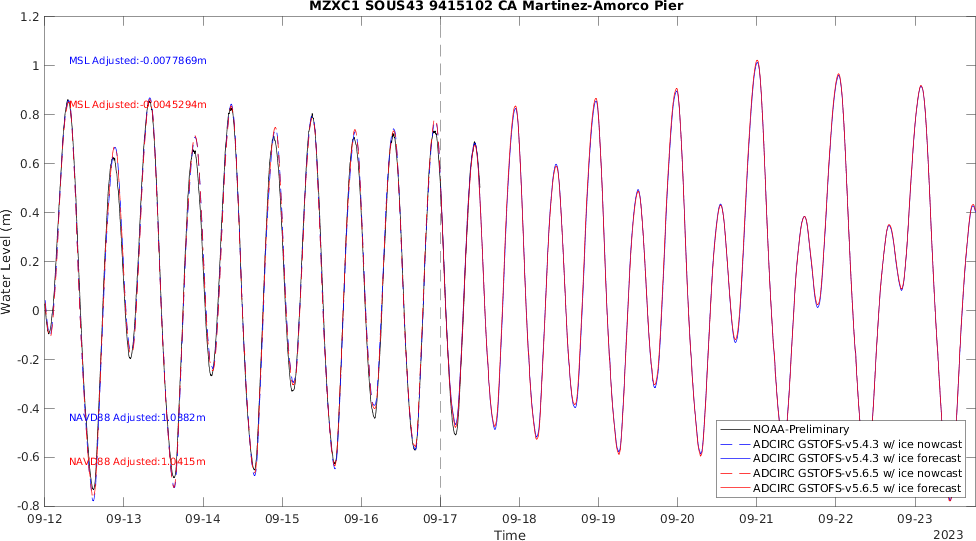 MZXC1 SOUS43 9415102 CA Martinez-Amorco Pier
1.2
1
0.8
0.6
0.4
0.2
0
-0.2
-0.4
-0.6
-0.8
Water Level (m)
MSL Adjusted:-0.0077869m
MSL Adjusted:-0.0045294m
NAVD88 Adjusted:1.0382m
NAVD88 Adjusted:1.0415m
NOAA-Preliminary
ADCIRC GSTOFS-v5.4.3 w/ ice nowcast
ADCIRC GSTOFS-v5.4.3 w/ ice forecast
ADCIRC GSTOFS-v5.6.5 w/ ice nowcast
ADCIRC GSTOFS-v5.6.5 w/ ice forecast
09-12 09-13 09-14 09-15 09-16 09-17 09-18 09-19 09-20 09-21 09-22 09-23
Time
2023